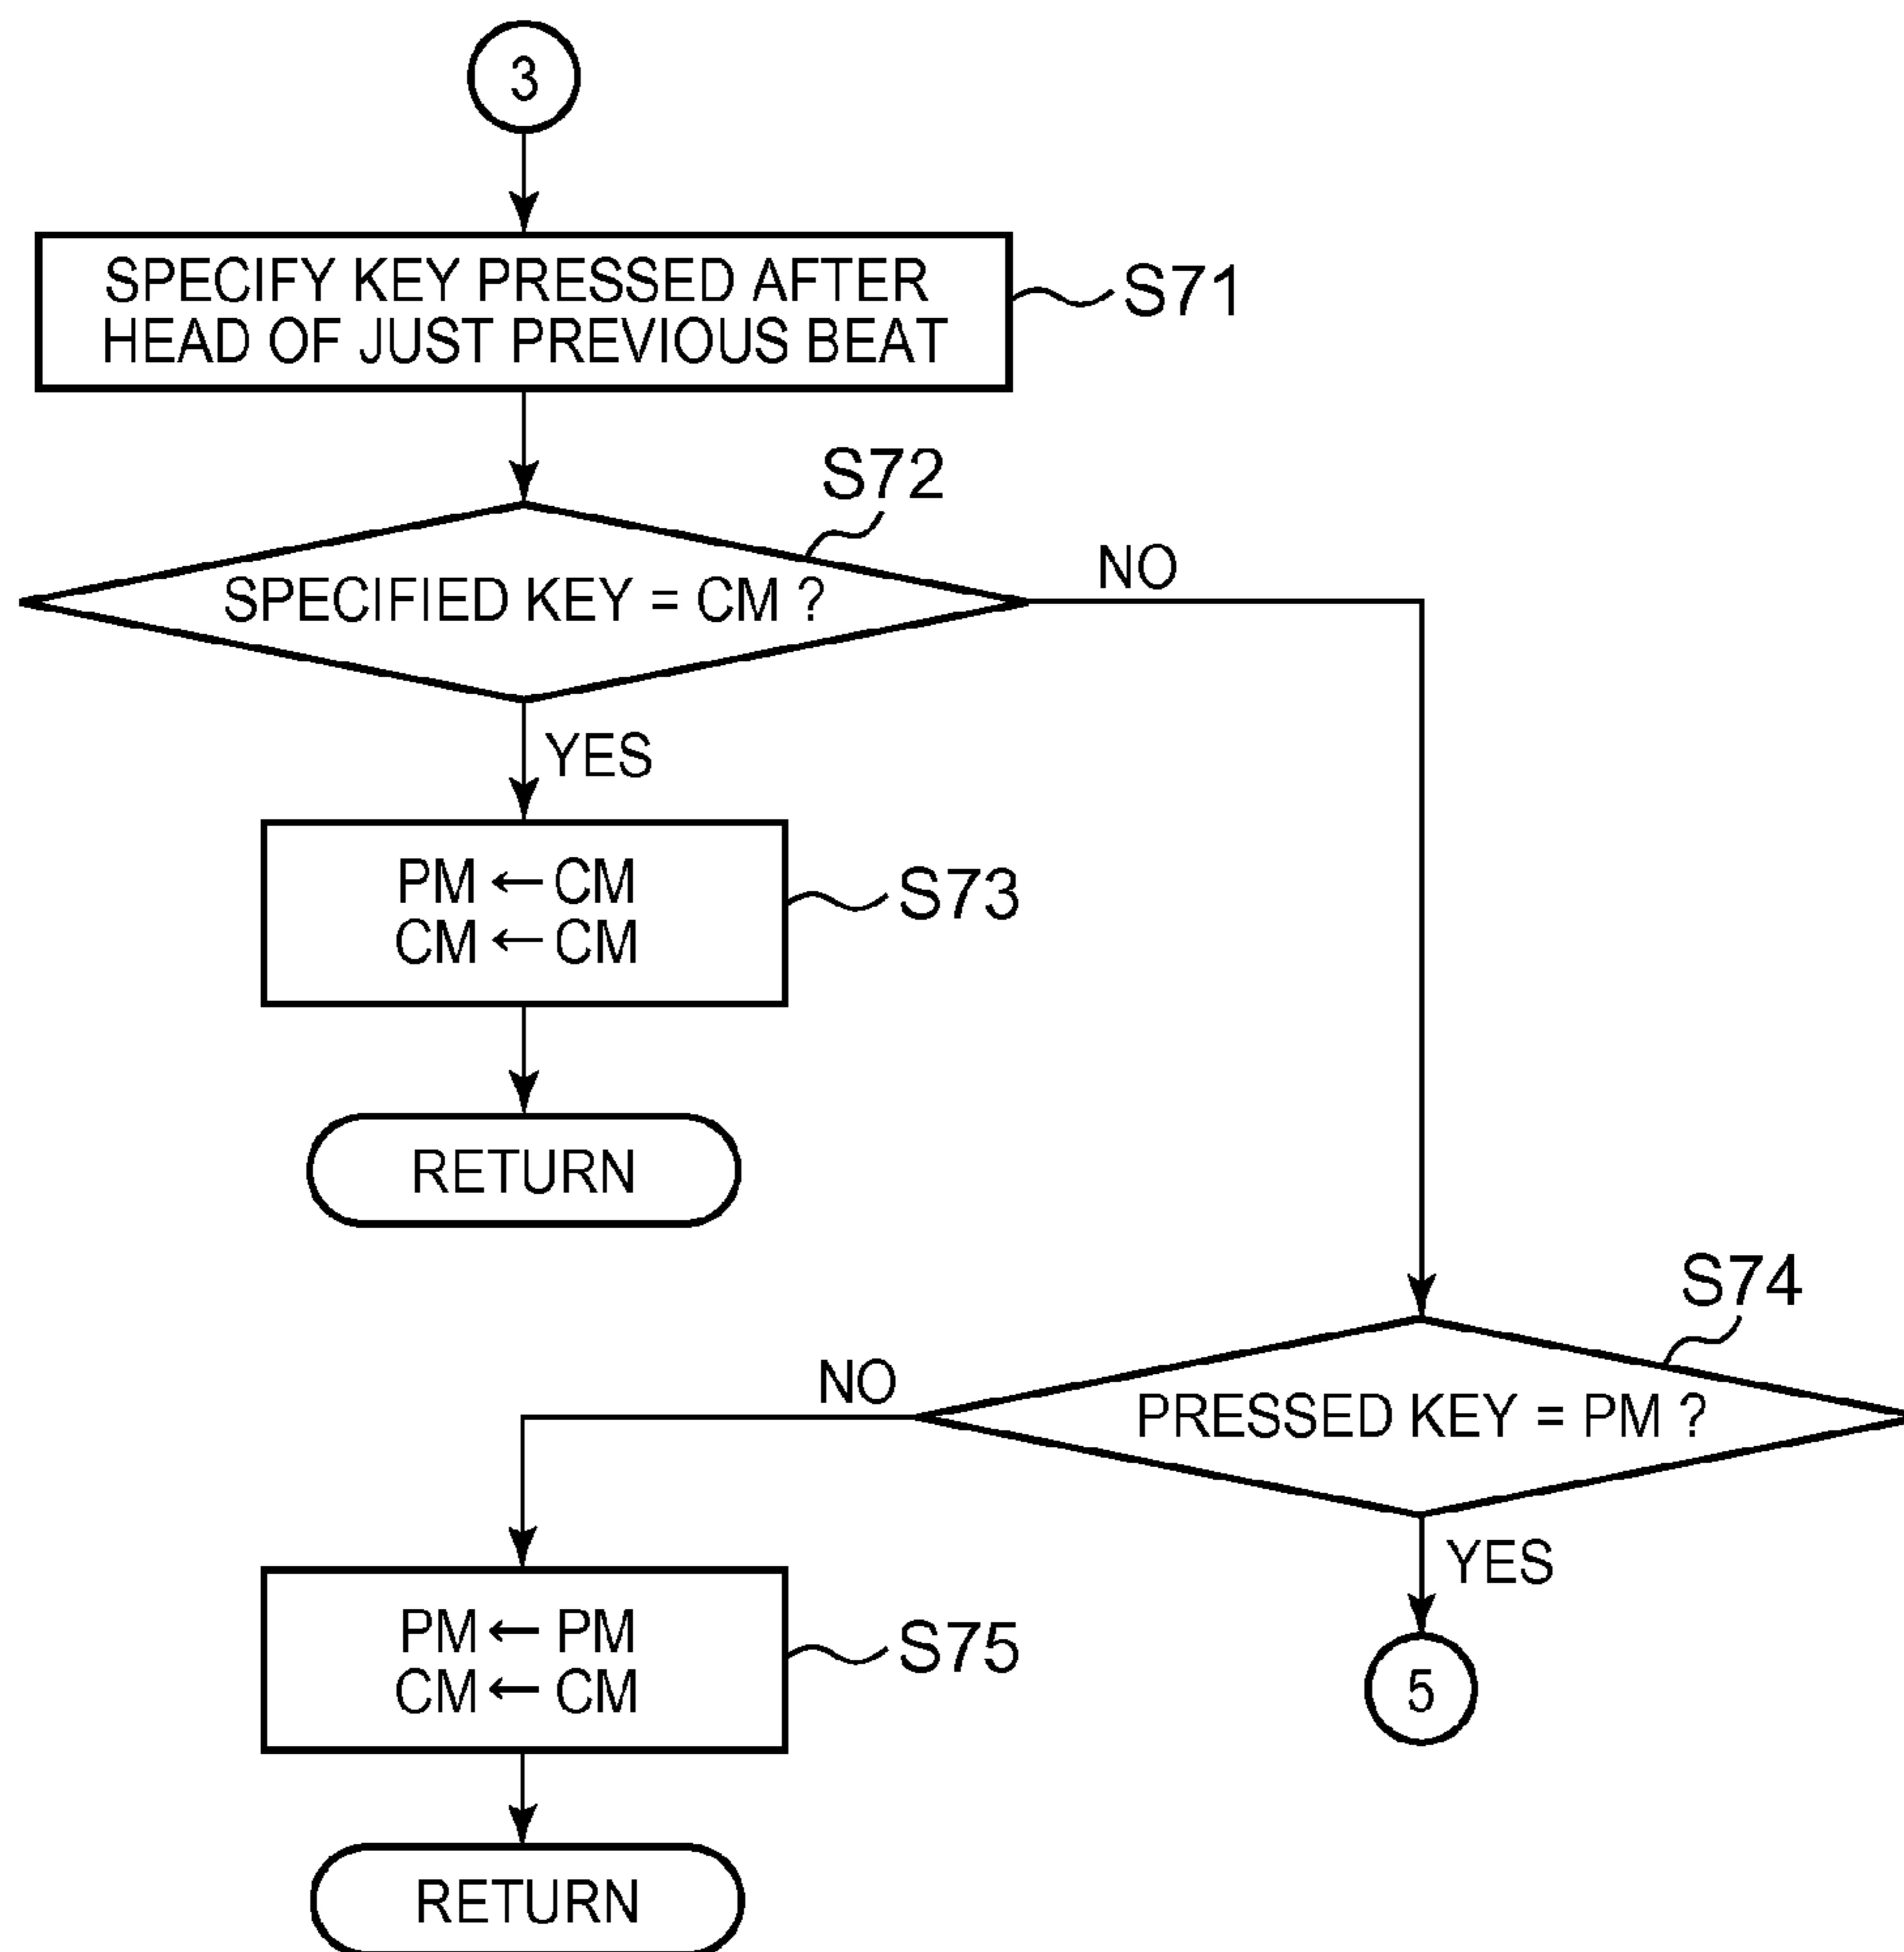 3
SPECIFY KEY PRESSED AFTER
HEAD OF JUST PREVIOUS BEAT
S71
S72
SPECIFIED KEY = CM ?
NO
YES
PM ← CM
CM ← CM
S73
RETURN
S74
PRESSED KEY = PM ?
NO
YES
PM ← PM
CM ← CM
S75
5
RETURN